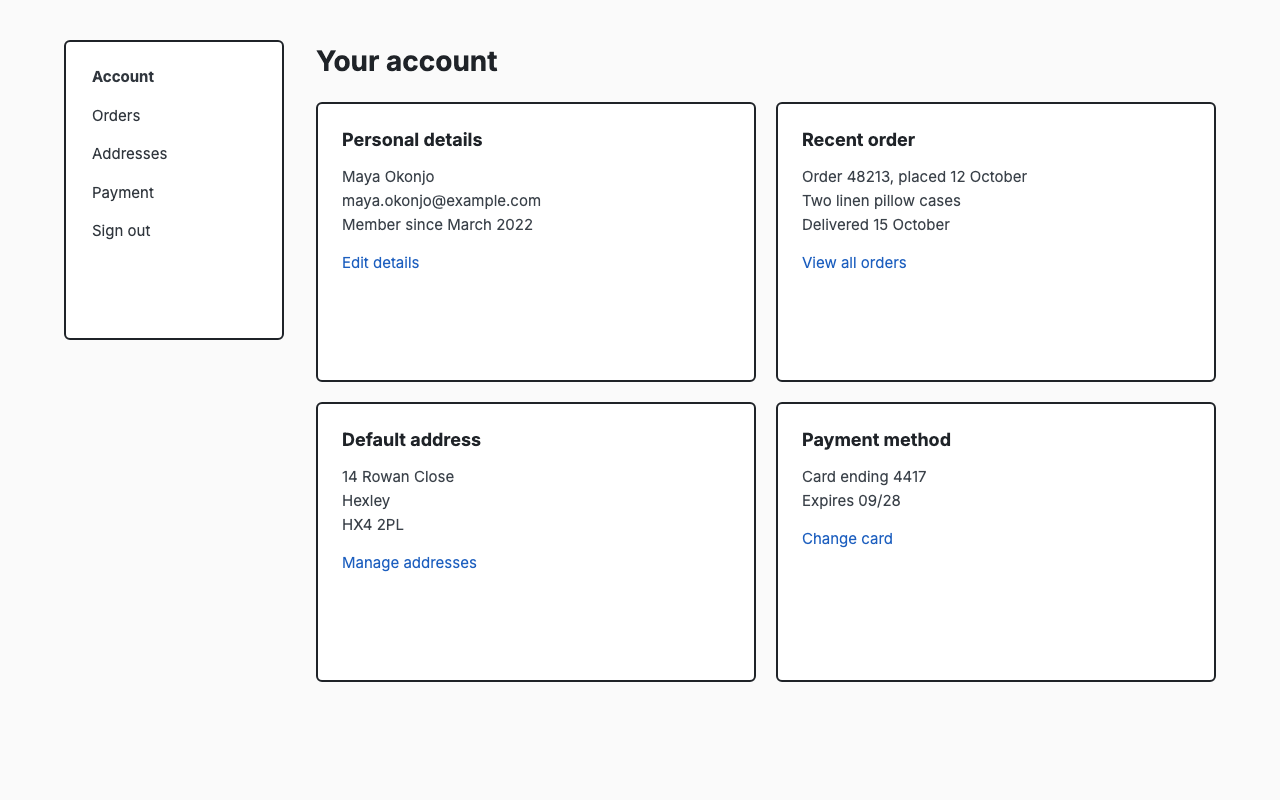 Account
Orders
Addresses
Payment
Sign out
Your account
Personal details
Maya Okonjo
maya.okonjo@example.com
Member since March 2022
Edit details
Recent order
Order 48213, placed 12 October
Two linen pillow cases
Delivered 15 October
View all orders
Default address
14 Rowan Close
Hexley
HX4 2PL
Manage addresses
Payment method
Card ending 4417
Expires 09/28
Change card